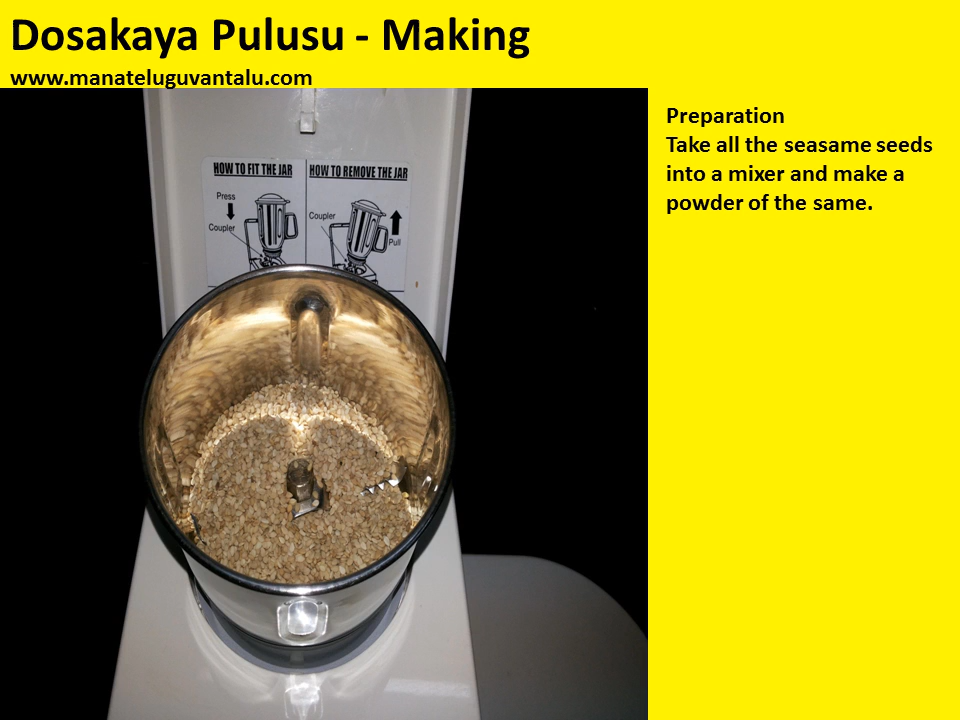 Dosakaya Pulusu - Making
www.manateluguvantalu.com
Preparation
Take all the seasame seeds
into a mixer and make a
powder of the same.
HOW TO FIT THE JAR
Press
Coupler
HOW TO REMOVE THE JAR
Coupler
Pull